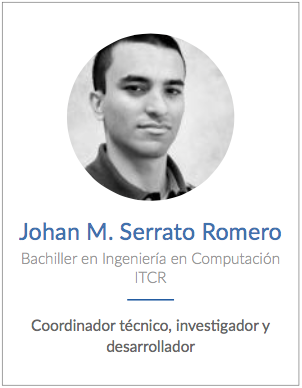 Johan M. Serrato Romero
Bachiller en Ingeniería en Computación
ITCR
Coordinador técnico, investigador y
desarrollador